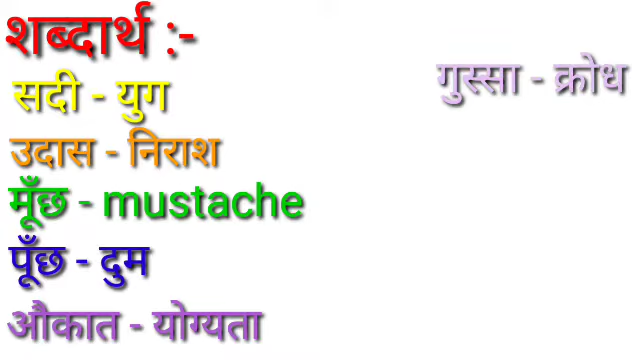 शब्दार्थ :-
सदी - युग
उदास - निराश
मूँछ - mustache
पूँछ - दुम
औकात - योग्यता
गुस्सा - क्रोध